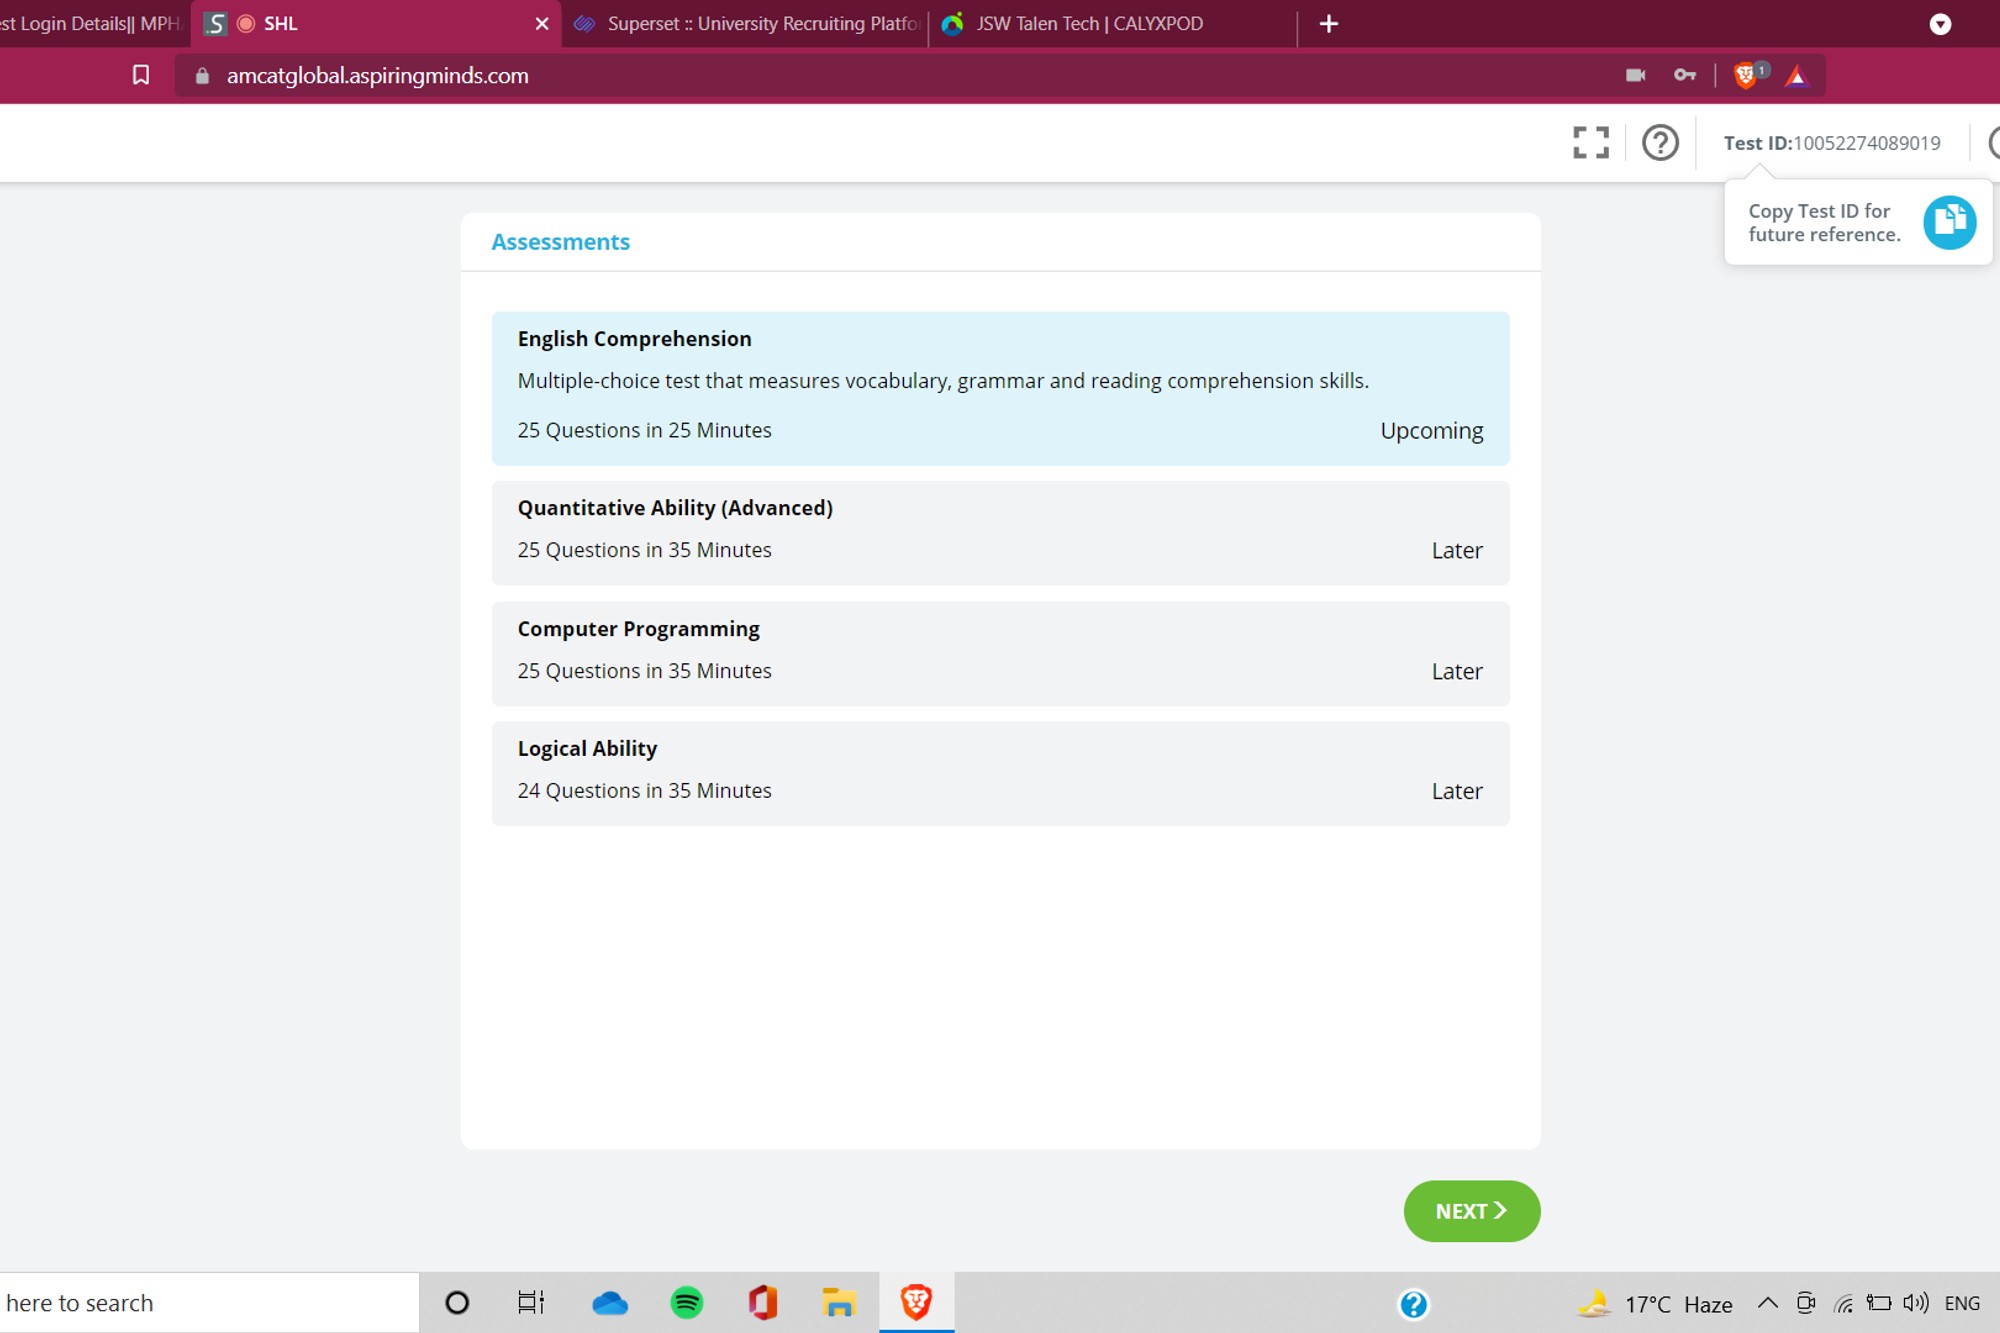 st Login Details|| MPH
S SHL
Superset :: University Recruiting Platfo
JSW Talen Tech | CALYXPOD
amcatglobal.aspiringminds.com
1
Test ID:10052274089019
Copy Test ID for
future reference.
Assessments
English Comprehension
Multiple-choice test that measures vocabulary, grammar and reading comprehension skills.
25 Questions in 25 Minutes
Upcoming
Quantitative Ability (Advanced)
25 Questions in 35 Minutes
Later
Computer Programming
25 Questions in 35 Minutes
Later
Logical Ability
24 Questions in 35 Minutes
Later
NEXT
here to search
17°C Haze
ENG